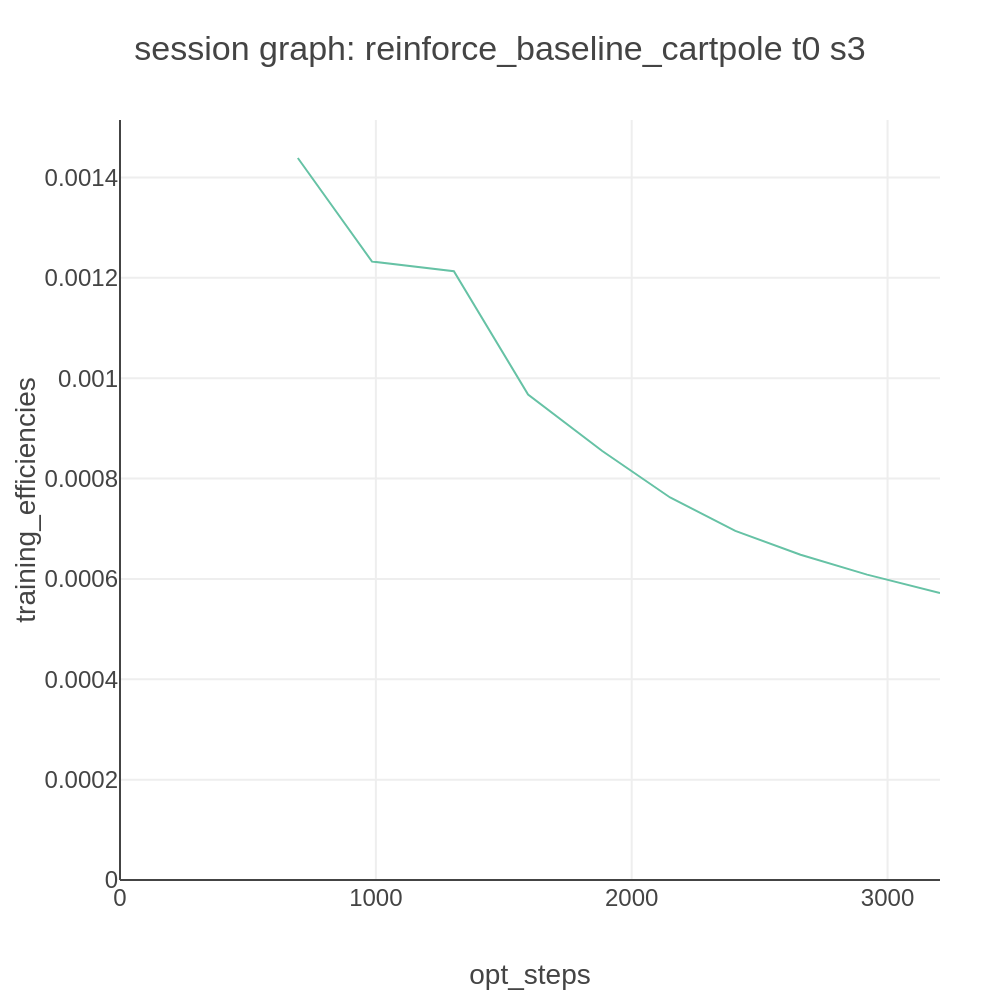 session graph: reinforce_baseline_cartpole t0 s3
training_efficiencies
0.0014
0.0012
0.001
0.0008
0.0006
0.0004
0.0002
0
0 1000 2000 3000
opt_steps